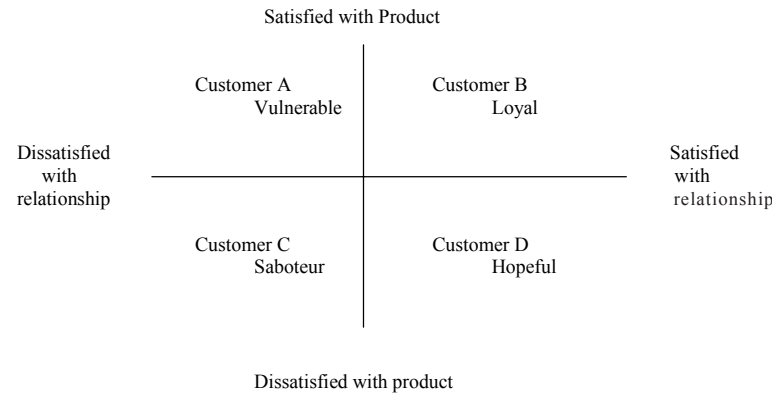 Satisfied with Product
Customer A
Vulnerable
Customer B
Loyal
Dissatisfied
with
relationship
Satisfied
with
relationship
Customer C
Saboteur
Customer D
Hopeful
Dissatisfied with product